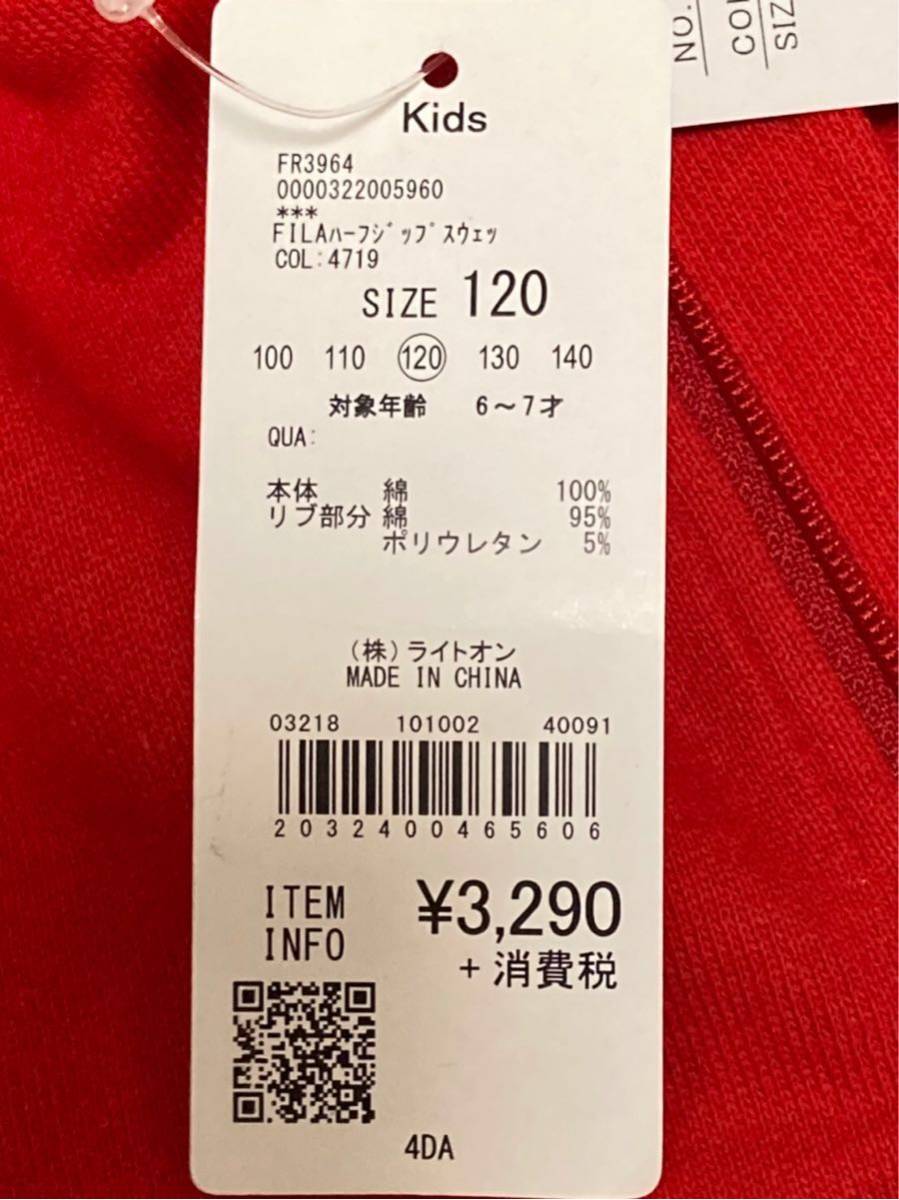 Kids
FR3964
0000322005960
***
FILAﾊｰﾌｼﾞｯﾌﾟｽｳｪｯ
COL:4719
SIZE 120
100 110 120 130 140
対象年齢 6～7才
QUA:
本体 綿 100%
リブ部分 綿 95%
ポリウレタン 5%
(株)ライトオン
MADE IN CHINA
03218 101002 40091
2032400465606
ITEM INFO
¥3,290
+消費税
4DA
NO.